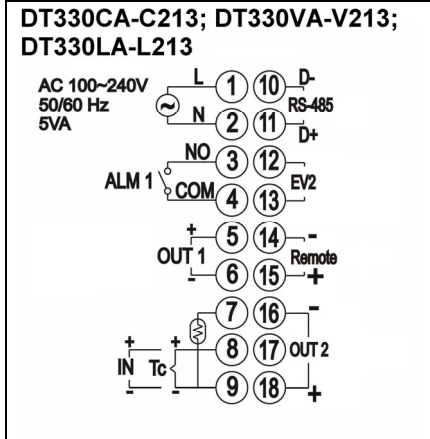 DT330CA-C213; DT330VA-V213;
DT330LA-L213
AC 100~240V
50/60 Hz
5VA
L 1 10 D-
RS-485
N 2 11 D+
NO 3 12
ALM 1 EV2
COM 4 13
+ 5 14 -
OUT 1 Remote
- 6 15 +
7 16 -
+ + 8 17 OUT 2
IN Tc
- - 9 18 +